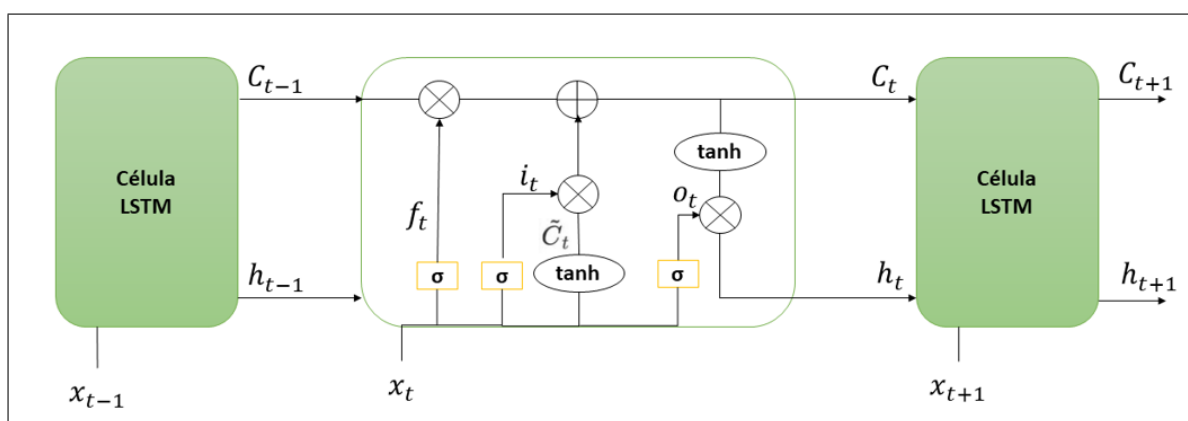 Célula
LSTM
C_{t-1}
h_{t-1}
x_{t-1}
f_t
i_t
C̃_t
o_t
tanh
σ
σ
tanh
σ
x_t
C_t
h_t
Célula
LSTM
C_{t+1}
h_{t+1}
x_{t+1}